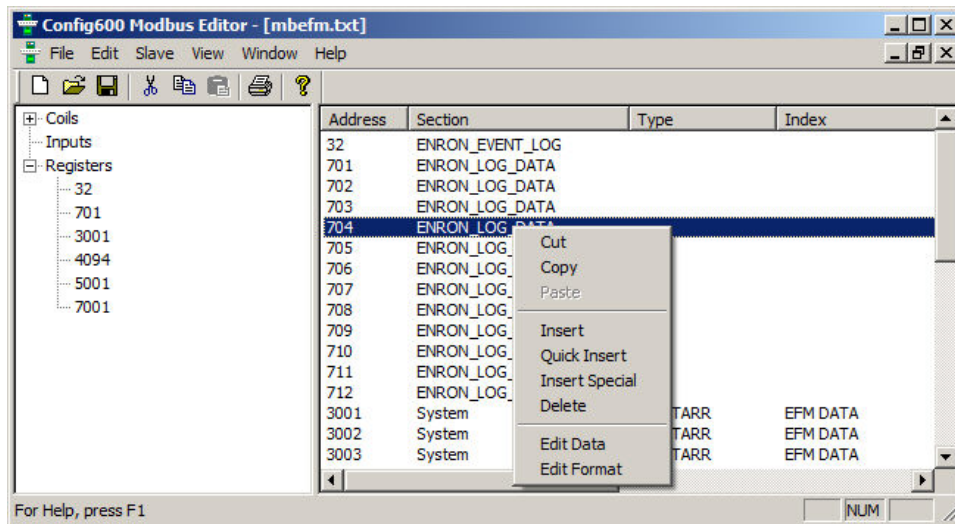 Config600 Modbus Editor - [mbefm.txt]
File Edit Slave View Window Help
Coils
Inputs
Registers
32
701
3001
4094
5001
7001
Address Section Type Index
32 ENRON_EVENT_LOG
701 ENRON_LOG_DATA
702 ENRON_LOG_DATA
703 ENRON_LOG_DATA
704 ENRON_LOG_DATA
705 ENRON_LOG_
706 ENRON_LOG_
707 ENRON_LOG_
708 ENRON_LOG_
709 ENRON_LOG_
710 ENRON_LOG_
711 ENRON_LOG_
712 ENRON_LOG_
3001 System TARR EFM DATA
3002 System TARR EFM DATA
3003 System TARR EFM DATA
Cut
Copy
Paste
Insert
Quick Insert
Insert Special
Delete
Edit Data
Edit Format
For Help, press F1
NUM